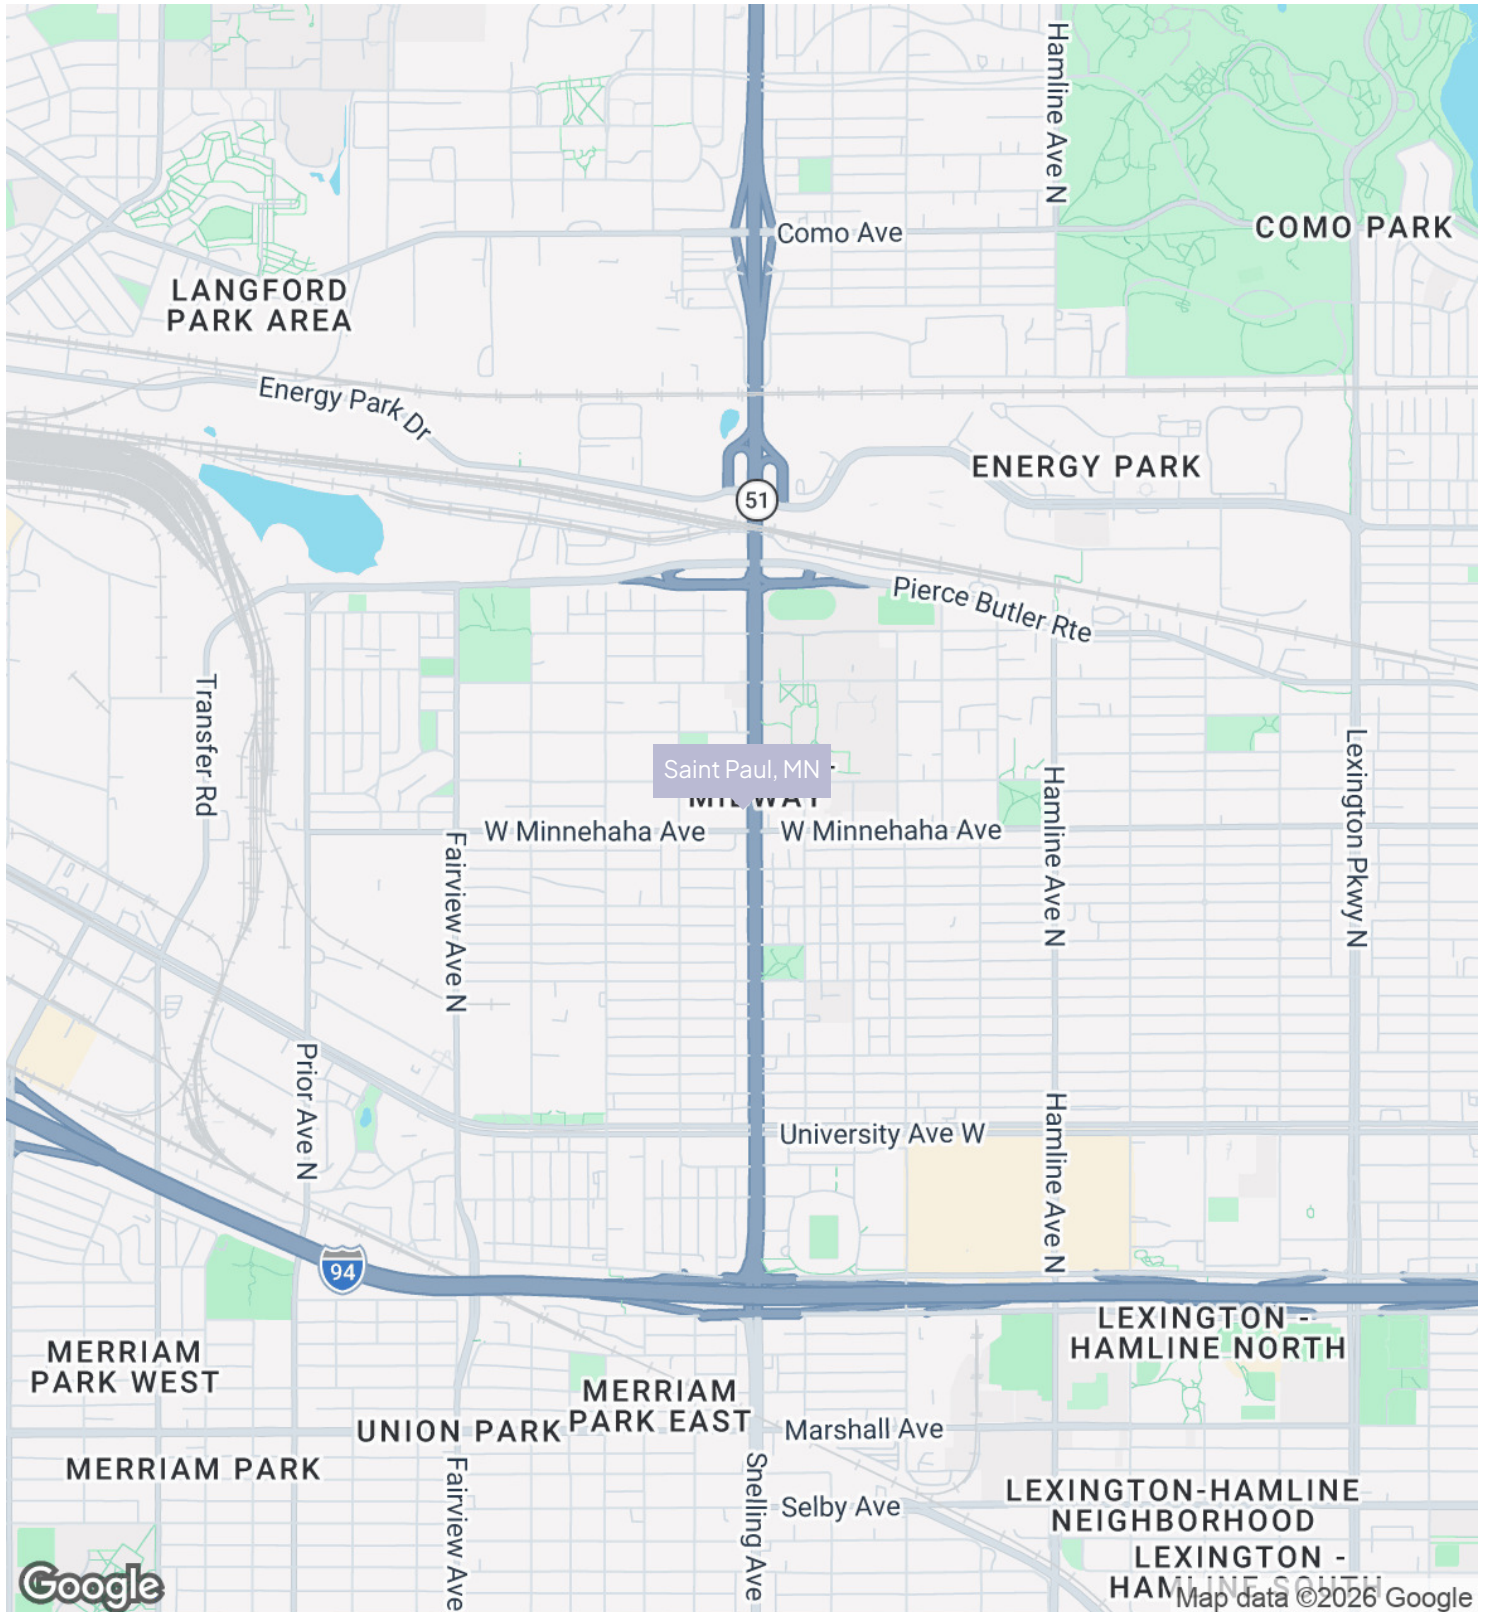 Hamline Ave N
Como Ave
COMO PARK
LANGFORD
PARK AREA
Energy Park Dr
ENERGY PARK
51
Pierce Butler Rte
Transfer Rd
Saint Paul, MN
MIDWAY
W Minnehaha Ave
W Minnehaha Ave
Hamline Ave N
Lexington Pkwy N
Fairview Ave N
Prior Ave N
University Ave W
Hamline Ave N
94
LEXINGTON -
HAMLINE NORTH
MERRIAM
PARK WEST
MERRIAM
PARK EAST
UNION PARK
Marshall Ave
MERRIAM PARK
Fairview Ave
Snelling Ave
Selby Ave
LEXINGTON-HAMLINE
NEIGHBORHOOD
LEXINGTON -
HAMLINE SOUTH
Google
Map data ©2026 Google